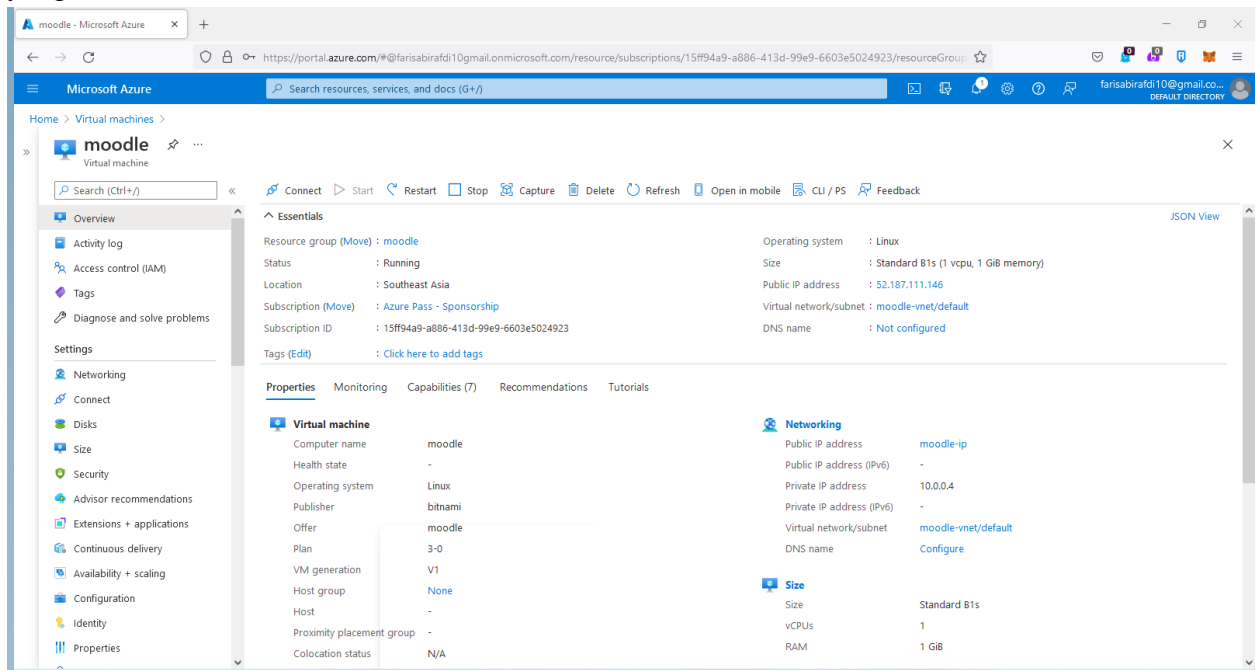 moodle - Microsoft Azure
https://portal.azure.com/#@farisabirafdi10gmail.onmicrosoft.com/resource/subscriptions/15ff94a9-a886-413d-99e9-6603e5024923/resourceGroup
Microsoft Azure
Search resources, services, and docs (G+/)
1
farisabirafdi10@gmail.co...
DEFAULT DIRECTORY
Home > Virtual machines >
moodle
Virtual machine
Search (Ctrl+/)
Connect Start Restart Stop Capture Delete Refresh Open in mobile CLI / PS Feedback
Overview
Activity log
Access control (IAM)
Tags
Diagnose and solve problems
Settings
Networking
Connect
Disks
Size
Security
Advisor recommendations
Extensions + applications
Continuous delivery
Availability + scaling
Configuration
Identity
Properties
Essentials
JSON View
Resource group (Move) : moodle
Status : Running
Location : Southeast Asia
Subscription (Move) : Azure Pass - Sponsorship
Subscription ID : 15ff94a9-a886-413d-99e9-6603e5024923
Tags (Edit) : Click here to add tags
Operating system : Linux
Size : Standard B1s (1 vcpu, 1 GiB memory)
Public IP address : 52.187.111.146
Virtual network/subnet : moodle-vnet/default
DNS name : Not configured
Properties Monitoring Capabilities (7) Recommendations Tutorials
Virtual machine
Computer name moodle
Health state -
Operating system Linux
Publisher bitnami
Offer moodle
Plan 3-0
VM generation V1
Host group None
Host -
Proximity placement group -
Colocation status N/A
Networking
Public IP address moodle-ip
Public IP address (IPv6) -
Private IP address 10.0.0.4
Private IP address (IPv6) -
Virtual network/subnet moodle-vnet/default
DNS name Configure
Size
Size Standard B1s
vCPUs 1
RAM 1 GiB